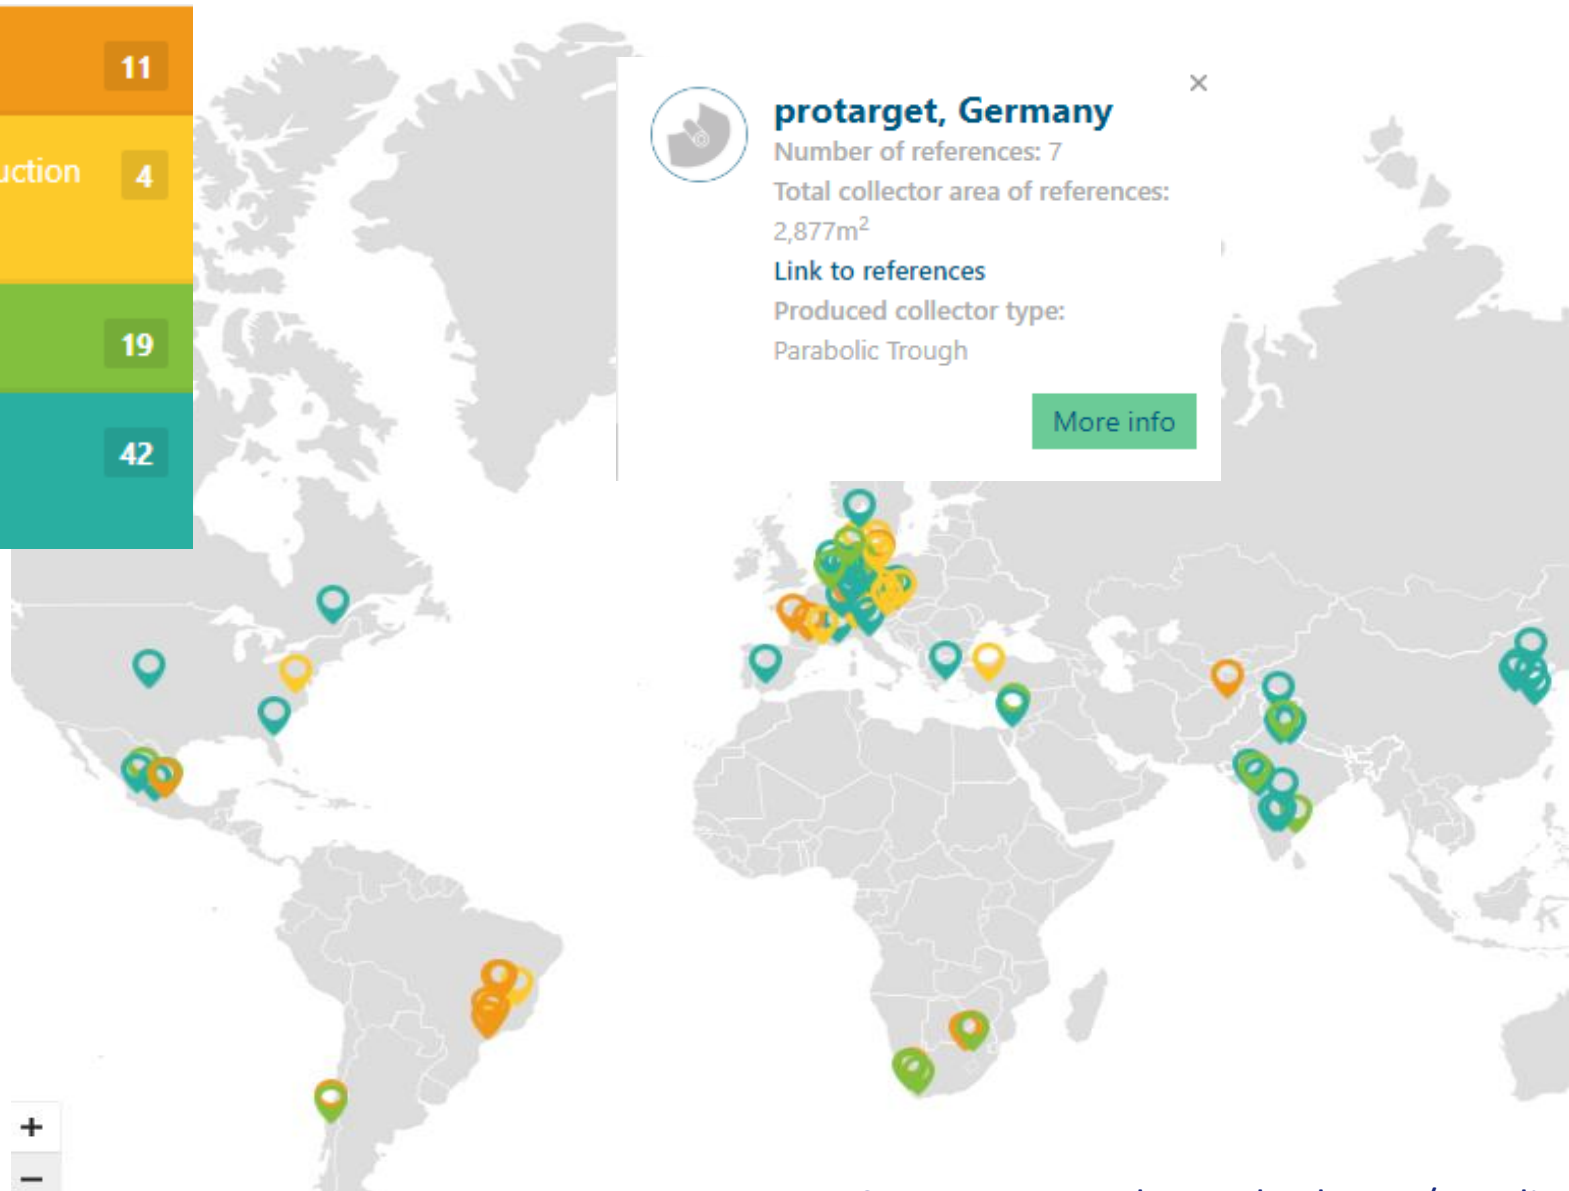 11
uction 4
19
42
protarget, Germany
×
Number of references: 7
Total collector area of references:
2,877m²
Link to references
Produced collector type:
Parabolic Trough
More info
+
−